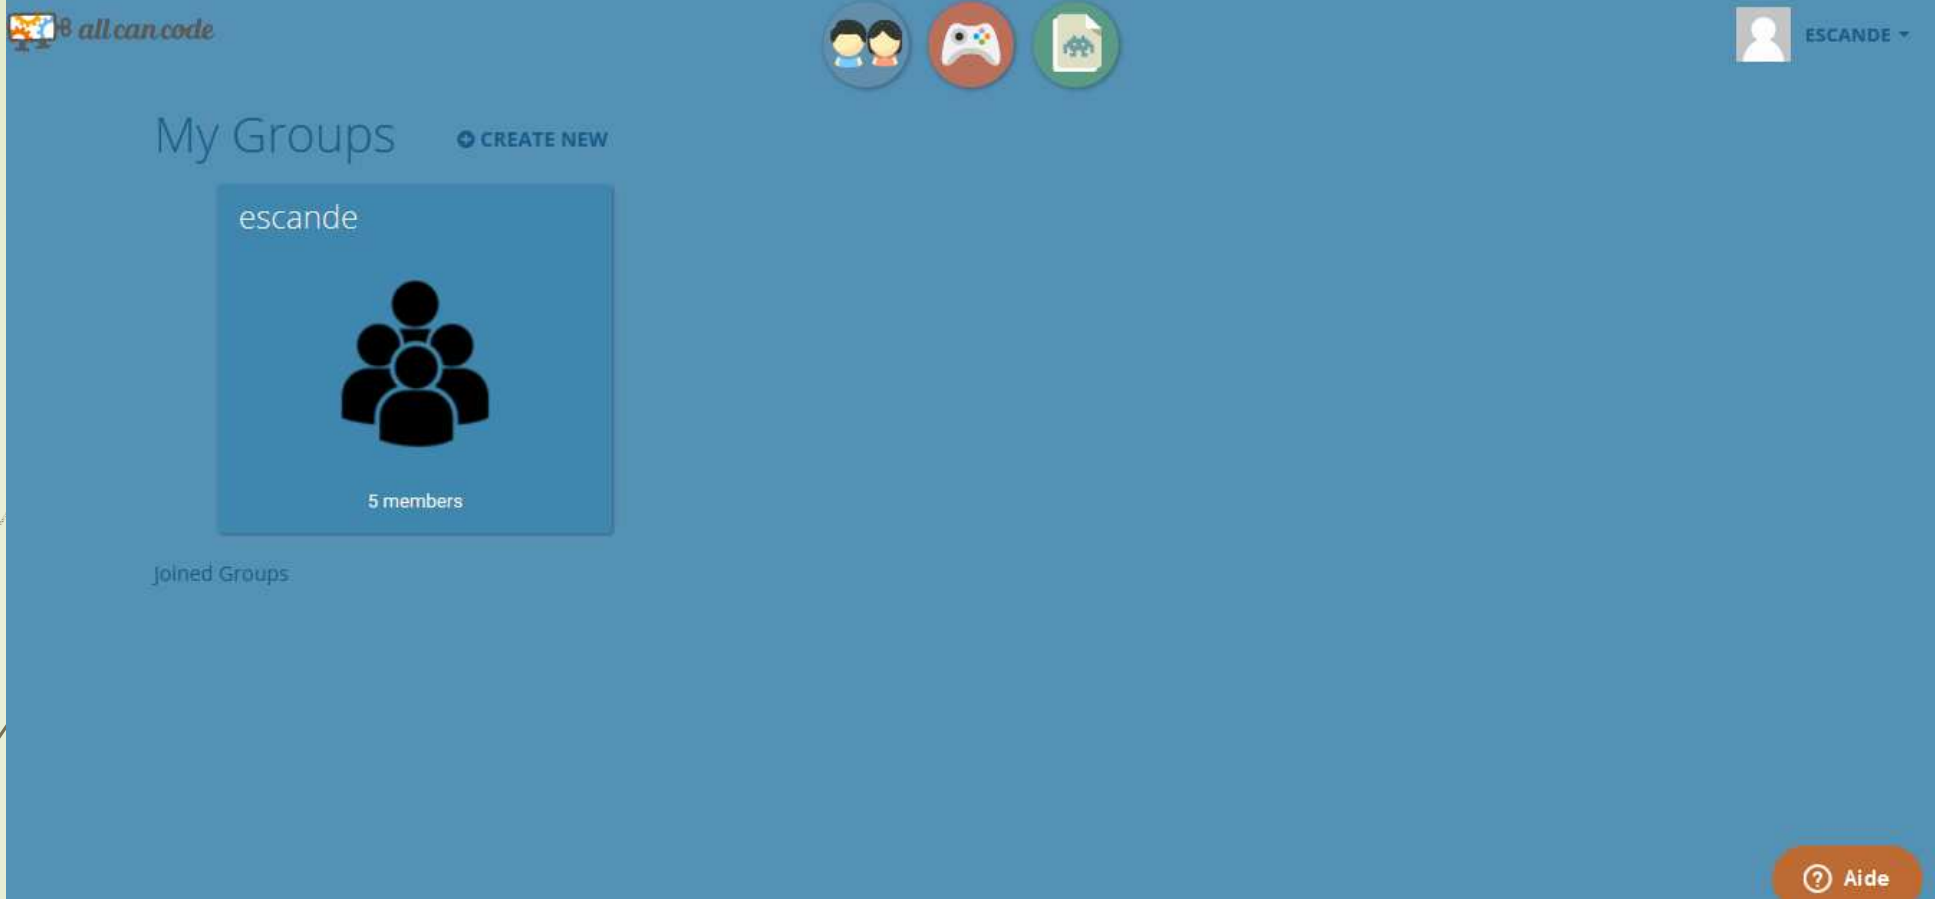 all can code
ESCANDE
My Groups
CREATE NEW
escande
5 members
Joined Groups
Aide